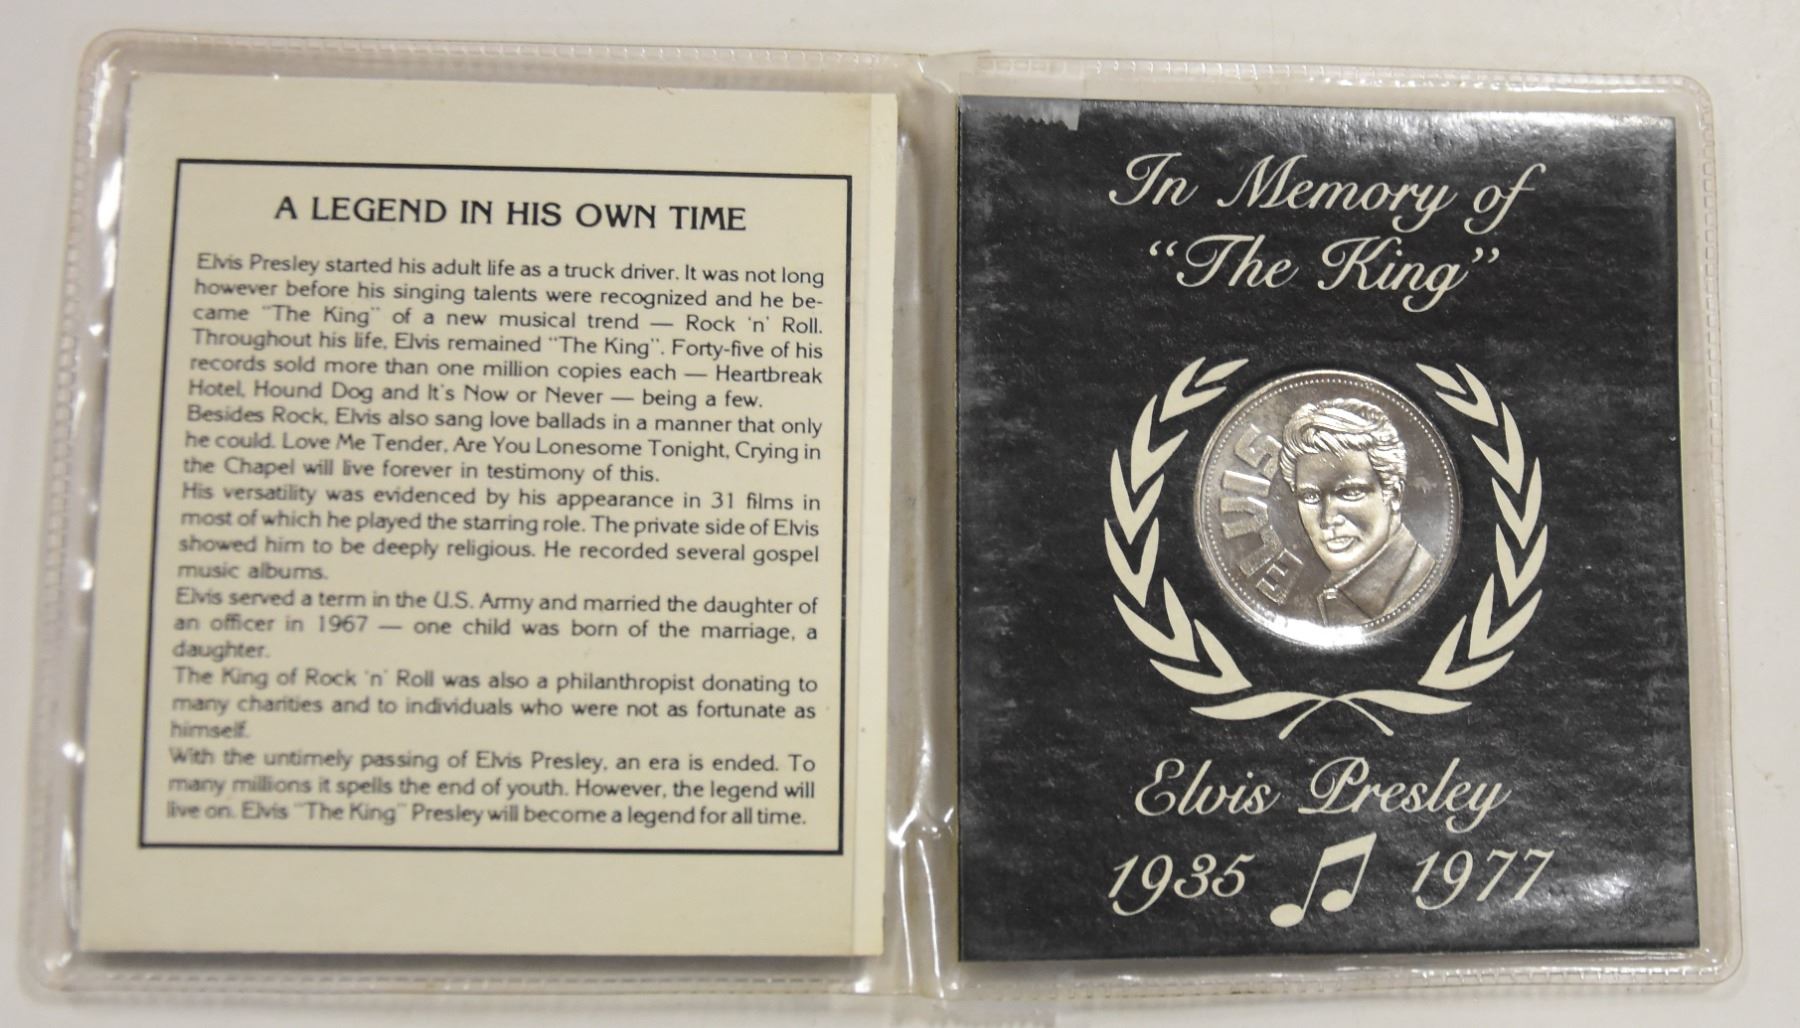 A LEGEND IN HIS OWN TIME
Elvis Presley started his adult life as a truck driver. It was not long
however before his singing talents were recognized and he be-
came "The King" of a new musical trend — Rock 'n' Roll.
Throughout his life, Elvis remained "The King". Forty-five of his
records sold more than one million copies each — Heartbreak
Hotel, Hound Dog and It's Now or Never — being a few.
Besides Rock, Elvis also sang love ballads in a manner that only
he could. Love Me Tender, Are You Lonesome Tonight, Crying in
the Chapel will live forever in testimony of this.
His versatility was evidenced by his appearance in 31 films in
most of which he played the starring role. The private side of Elvis
showed him to be deeply religious. He recorded several gospel
music albums.
Elvis served a term in the U.S. Army and married the daughter of
an officer in 1967 — one child was born of the marriage, a
daughter.
The King of Rock 'n' Roll was also a philanthropist donating to
many charities and to individuals who were not as fortunate as
himself.
With the untimely passing of Elvis Presley, an era is ended. To
many millions it spells the end of youth. However, the legend will
live on. Elvis "The King" Presley will become a legend for all time.
In Memory of
"The King"
ELVIS
Elvis Presley
1935 1977